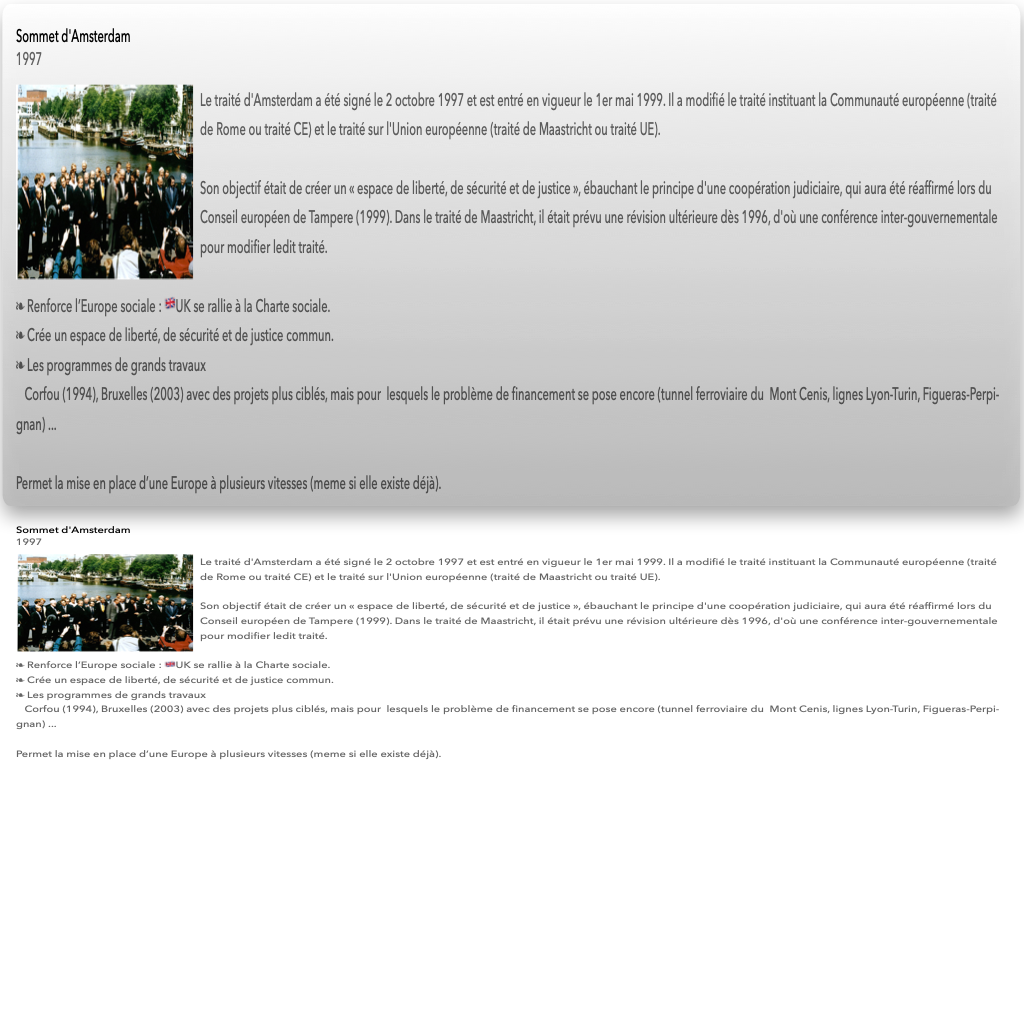 Sommet d'Amsterdam
1997
Le traité d'Amsterdam a été signé le 2 octobre 1997 et est entré en vigueur le 1er mai 1999. Il a modifié le traité instituant la Communauté européenne (traité
de Rome ou traité CE) et le traité sur l'Union européenne (traité de Maastricht ou traité UE).
Son objectif était de créer un « espace de liberté, de sécurité et de justice », ébauchant le principe d'une coopération judiciaire, qui aura été réaffirmé lors du
Conseil européen de Tampere (1999). Dans le traité de Maastricht, il était prévu une révision ultérieure dès 1996, d'où une conférence inter-gouvernementale
pour modifier ledit traité.
❧ Renforce l’Europe sociale : 🇬🇧UK se rallie à la Charte sociale.
❧ Crée un espace de liberté, de sécurité et de justice commun.
❧ Les programmes de grands travaux
Corfou (1994), Bruxelles (2003) avec des projets plus ciblés, mais pour lesquels le problème de financement se pose encore (tunnel ferroviaire du Mont Cenis, lignes Lyon-Turin, Figueras-Perpi-
gnan) ...
Permet la mise en place d’une Europe à plusieurs vitesses (meme si elle existe déjà).
Sommet d'Amsterdam
1997
Le traité d'Amsterdam a été signé le 2 octobre 1997 et est entré en vigueur le 1er mai 1999. Il a modifié le traité instituant la Communauté européenne (traité
de Rome ou traité CE) et le traité sur l'Union européenne (traité de Maastricht ou traité UE).
Son objectif était de créer un « espace de liberté, de sécurité et de justice », ébauchant le principe d'une coopération judiciaire, qui aura été réaffirmé lors du
Conseil européen de Tampere (1999). Dans le traité de Maastricht, il était prévu une révision ultérieure dès 1996, d'où une conférence inter-gouvernementale
pour modifier ledit traité.
❧ Renforce l’Europe sociale : 🇬🇧UK se rallie à la Charte sociale.
❧ Crée un espace de liberté, de sécurité et de justice commun.
❧ Les programmes de grands travaux
Corfou (1994), Bruxelles (2003) avec des projets plus ciblés, mais pour lesquels le problème de financement se pose encore (tunnel ferroviaire du Mont Cenis, lignes Lyon-Turin, Figueras-Perpi-
gnan) ...
Permet la mise en place d’une Europe à plusieurs vitesses (meme si elle existe déjà).